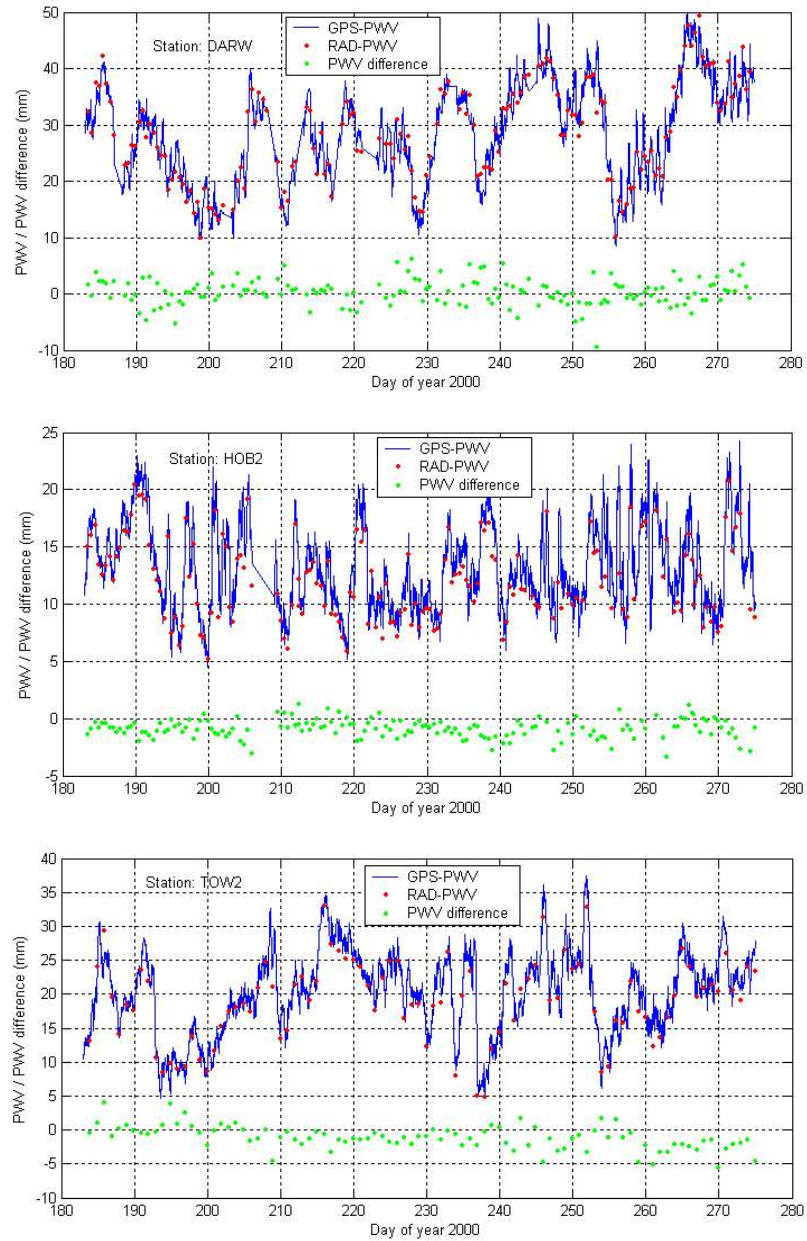 50
40
30
20
10
0
-10
PWV / PWV difference (mm)
Station: DARW
GPS-PWV
RAD-PWV
PWV difference
180 190 200 210 220 230 240 250 260 270 280
Day of year 2000
25
20
15
10
5
0
-5
PWV / PWV difference (mm)
Station: HOB2
GPS-PWV
RAD-PWV
PWV difference
180 190 200 210 220 230 240 250 260 270 280
Day of year 2000
40
35
30
25
20
15
10
5
0
-5
-10
PWV / PWV difference (mm)
Station: TOW2
GPS-PWV
RAD-PWV
PWV difference
180 190 200 210 220 230 240 250 260 270 280
Day of year 2000